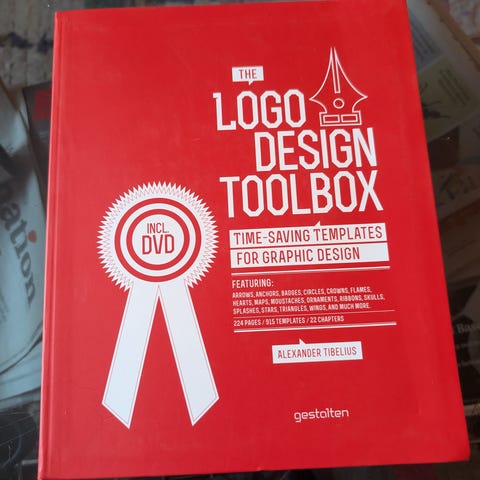 THE
LOGO
DESIGN
TOOLBOX
INCL.
DVD
TIME-SAVING TEMPLATES
FOR GRAPHIC DESIGN
FEATURING:
ARROWS, ANCHORS, BADGES, CIRCLES, CROWNS, FLAMES,
HEARTS, MAPS, MOUSTACHES, ORNAMENTS, RIBBONS, SKULLS,
SPLASHES, STARS, TRIANGLES, WINGS, AND MUCH MORE.
224 PAGES / 915 TEMPLATES / 22 CHAPTERS
ALEXANDER TIBELIUS
gestalten